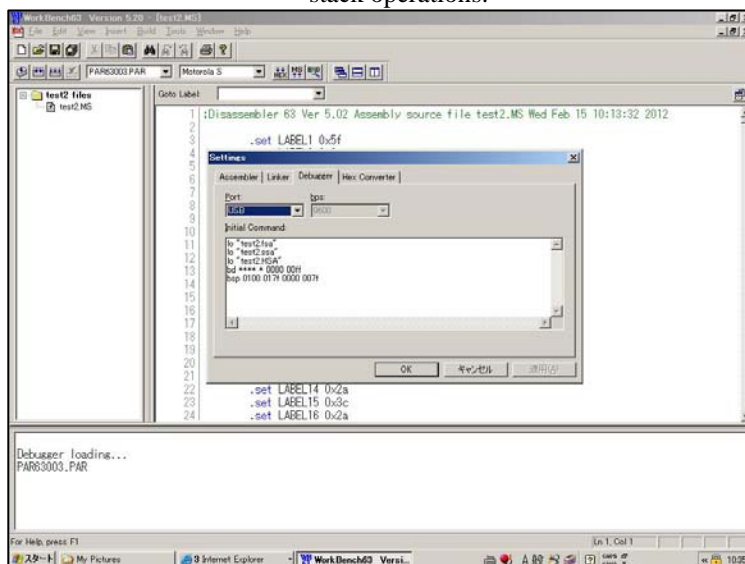 stack operations.
WorkBench63 Version 5.20 - [test2.MS]
File Edit View Insert Build Tools Window Help
PAR63003.PAR Motorola S
test2 files
test2.MS
Goto Label:
1 ;Disassembler 63 Ver 5.02 Assembly source file test2.MS Wed Feb 15 10:13:32 2012
2
3 .set LABEL1 0x5f
4
5
6
7
8
9
10
11
12
13
14
15
16
17
18
19
20
21
22 .set LABEL14 0x2a
23 .set LABEL15 0x3c
24 .set LABEL16 0x2a
Settings
Assembler Linker Debugger Hex Converter
Port: bps:
USB 9600
Initial Command:
lo "test2.fsa"
lo "test2.ssa"
lo "test2.HSA"
bd **** * 0000 00ff
bsp 0100 017f 0000 007f
OK キャンセル 適用(A)
Debugger loading...
PAR63003.PAR
For Help, press F1
Ln 1, Col 1
スタート My Pictures 3 Internet Explorer WorkBench63 Versi...